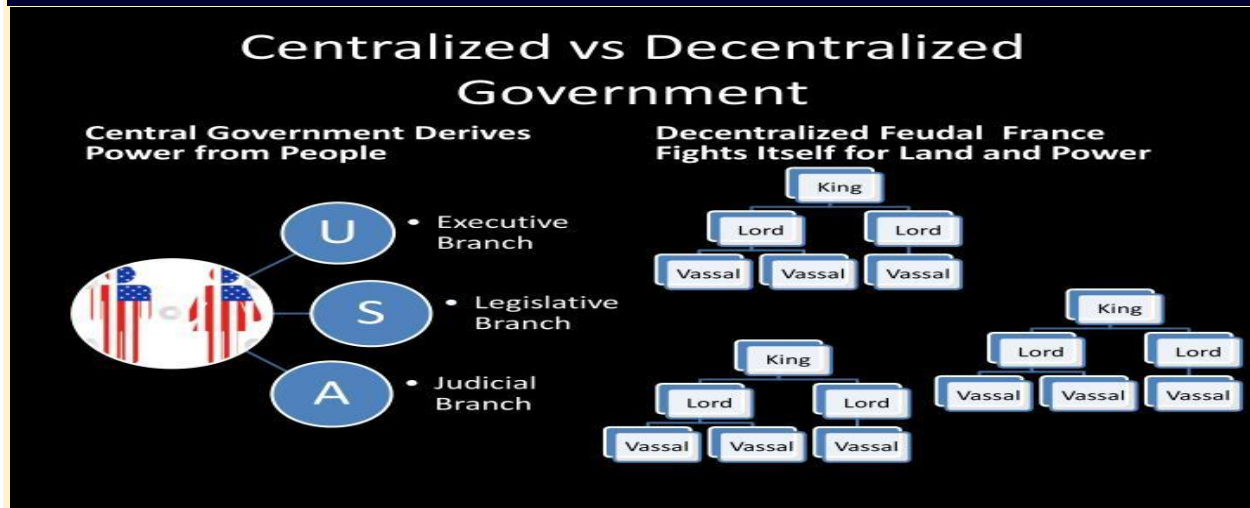 Centralized vs Decentralized
Government
Central Government Derives
Power from People
U
• Executive
Branch
S
• Legislative
Branch
A
• Judicial
Branch
Decentralized Feudal France
Fights Itself for Land and Power
King
Lord Lord
Vassal Vassal Vassal
King
Lord Lord
Vassal Vassal Vassal
King
Lord Lord
Vassal Vassal Vassal